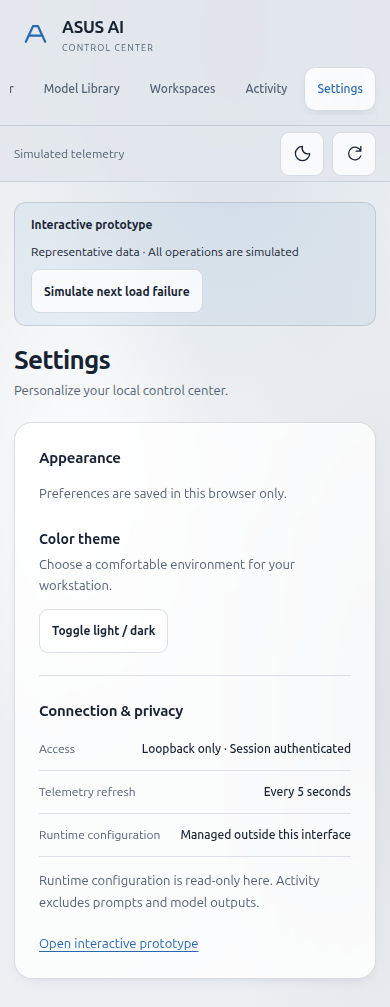 ASUS AI
CONTROL CENTER
r Model Library Workspaces Activity Settings
Simulated telemetry
Interactive prototype
Representative data · All operations are simulated
Simulate next load failure
Settings
Personalize your local control center.
Appearance
Preferences are saved in this browser only.
Color theme
Choose a comfortable environment for your
workstation.
Toggle light / dark
Connection & privacy
Access Loopback only · Session authenticated
Telemetry refresh Every 5 seconds
Runtime configuration Managed outside this interface
Runtime configuration is read-only here. Activity
excludes prompts and model outputs.
Open interactive prototype